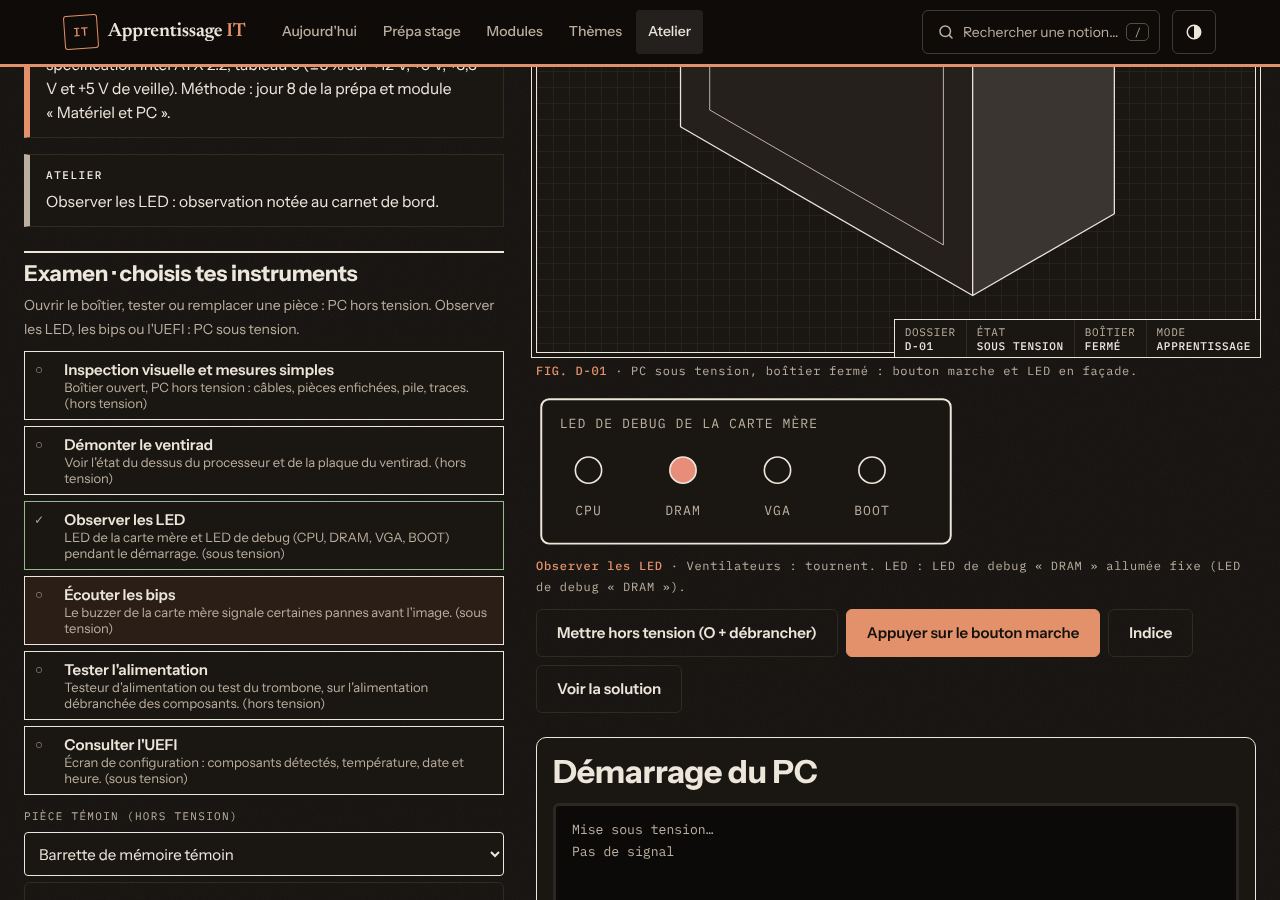 IT
Apprentissage IT
Aujourd'hui
Prépa stage
Modules
Thèmes
Atelier
Rechercher une notion…
/
V et +5 V de veille). Méthode : jour 8 de la prépa et module
« Matériel et PC ».
ATELIER
Observer les LED : observation notée au carnet de bord.
Examen · choisis tes instruments
Ouvrir le boîtier, tester ou remplacer une pièce : PC hors tension. Observer
les LED, les bips ou l'UEFI : PC sous tension.
Inspection visuelle et mesures simples
Boîtier ouvert, PC hors tension : câbles, pièces enfichées, pile, traces.
(hors tension)
Démonter le ventirad
Voir l'état du dessus du processeur et de la plaque du ventirad. (hors
tension)
✓ Observer les LED
LED de la carte mère et LED de debug (CPU, DRAM, VGA, BOOT)
pendant le démarrage. (sous tension)
Écouter les bips
Le buzzer de la carte mère signale certaines pannes avant l'image. (sous
tension)
Tester l'alimentation
Testeur d'alimentation ou test du trombone, sur l'alimentation
débranchée des composants. (hors tension)
Consulter l'UEFI
Écran de configuration : composants détectés, température, date et
heure. (sous tension)
PIÈCE TÉMOIN (HORS TENSION)
Barrette de mémoire témoin
DOSSIER
D-01
ÉTAT
SOUS TENSION
BOÎTIER
FERMÉ
MODE
APPRENTISSAGE
FIG. D-01 · PC sous tension, boîtier fermé : bouton marche et LED en façade.
LED DE DEBUG DE LA CARTE MÈRE
CPU
DRAM
VGA
BOOT
Observer les LED · Ventilateurs : tournent. LED : LED de debug « DRAM » allumée fixe (LED
de debug « DRAM »).
Mettre hors tension (O + débrancher)
Appuyer sur le bouton marche
Indice
Voir la solution
Démarrage du PC
Mise sous tension…
Pas de signal